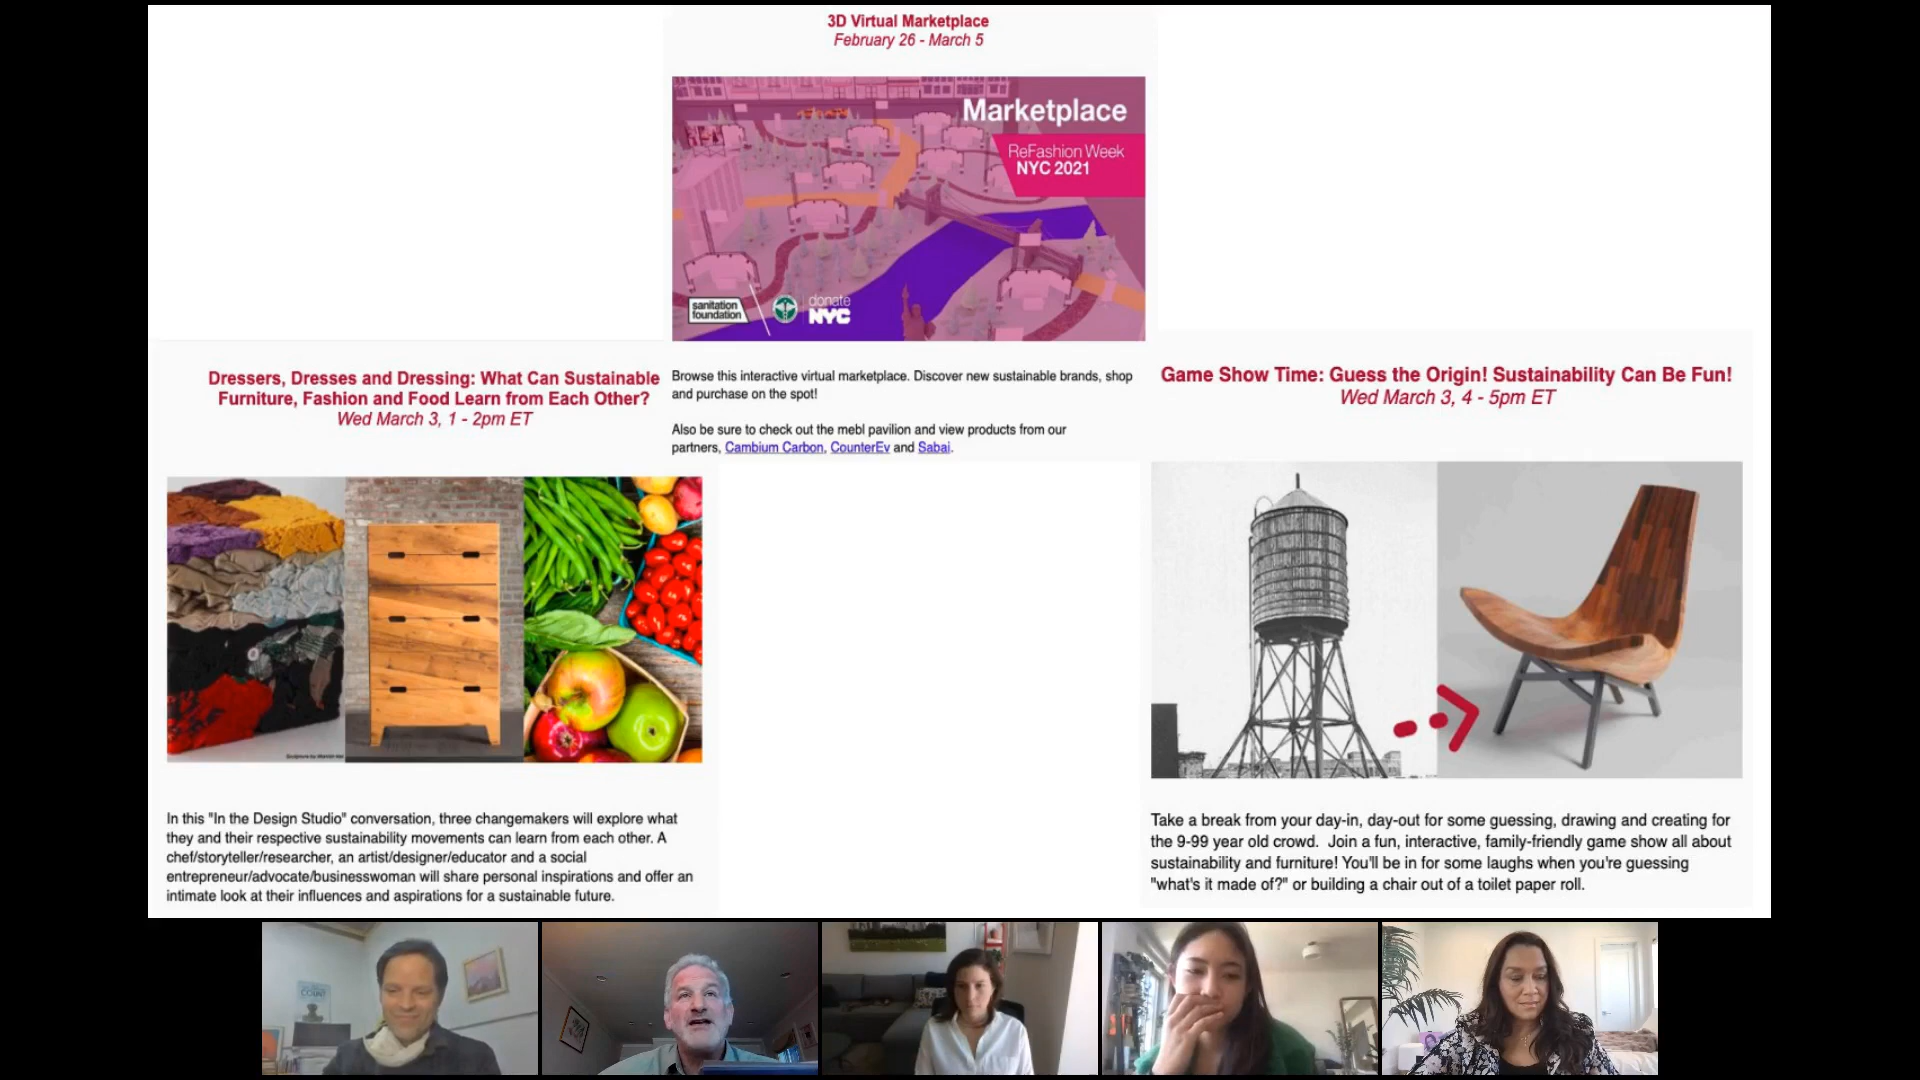 3D Virtual Marketplace
February 26 - March 5
Marketplace
ReFashion Week
NYC 2021
sanitation
foundation
donate
NYC
Browse this interactive virtual marketplace. Discover new sustainable brands, shop
and purchase on the spot!
Also be sure to check out the mebl pavilion and view products from our
partners, Cambium Carbon, CounterEv and Sabai.
Dressers, Dresses and Dressing: What Can Sustainable
Furniture, Fashion and Food Learn from Each Other?
Wed March 3, 1 - 2pm ET
In this "In the Design Studio" conversation, three changemakers will explore what
they and their respective sustainability movements can learn from each other. A
chef/storyteller/researcher, an artist/designer/educator and a social
entrepreneur/advocate/businesswoman will share personal inspirations and offer an
intimate look at their influences and aspirations for a sustainable future.
Game Show Time: Guess the Origin! Sustainability Can Be Fun!
Wed March 3, 4 - 5pm ET
Take a break from your day-in, day-out for some guessing, drawing and creating for
the 9-99 year old crowd.  Join a fun, interactive, family-friendly game show all about
sustainability and furniture! You'll be in for some laughs when you're guessing
"what's it made of?" or building a chair out of a toilet paper roll.
COUNT